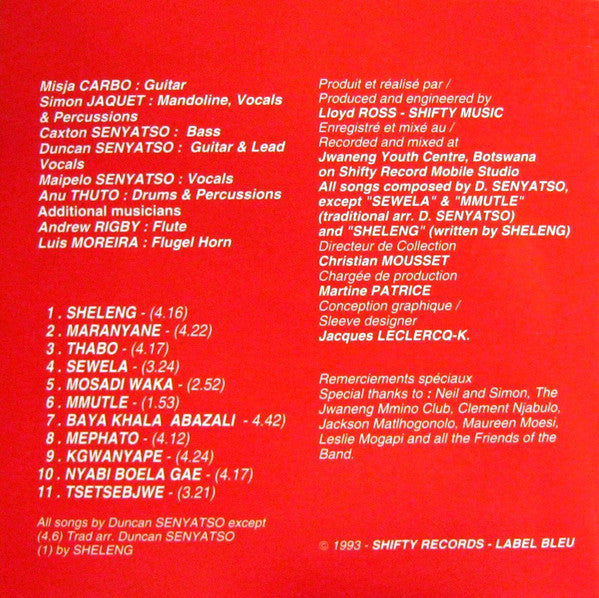 Misja CARBO : Guitar
Simon JAQUET : Mandoline, Vocals
& Percussions
Caxton SENYATSO : Bass
Duncan SENYATSO : Guitar & Lead
Vocals
Maipelo SENYATSO : Vocals
Anu THUTO : Drums & Percussions
Additional musicians
Andrew RIGBY : Flute
Luis MOREIRA : Flugel Horn
1 . SHELENG - (4.16)
2 . MARANYANE - (4.22)
3 . THABO - (4.17)
4 . SEWELA - (3.24)
5 . MOSADI WAKA - (2.52)
6 . MMUTLE - (1.53)
7 . BAYA KHALA ABAZALI - 4.42)
8 . MEPHATO - (4.12)
9 . KGWANYAPE - (4.24)
10 . NYABI BOELA GAE - (4.17)
11 . TSETSEBJWE - (3.21)
All songs by Duncan SENYATSO except
(4,6) Trad arr. Duncan SENYATSO
(1) by SHELENG
Produit et réalisé par /
Produced and engineered by
Lloyd ROSS - SHIFTY MUSIC
Enregistré et mixé au /
Recorded and mixed at
Jwaneng Youth Centre, Botswana
on Shifty Record Mobile Studio
All songs composed by D. SENYATSO,
except "SEWELA" & "MMUTLE"
(traditional arr. D. SENYATSO)
and "SHELENG" (written by SHELENG)
Directeur de Collection
Christian MOUSSET
Chargée de production
Martine PATRICE
Conception graphique /
Sleeve designer
Jacques LECLERCQ-K.
Remerciements spéciaux
Special thanks to : Neil and Simon, The
Jwaneng Mmino Club, Clement Njabulo,
Jackson Matlhogonolo, Maureen Moesi,
Leslie Mogapi and all the Friends of the
Band.
© 1993 - SHIFTY RECORDS - LABEL BLEU